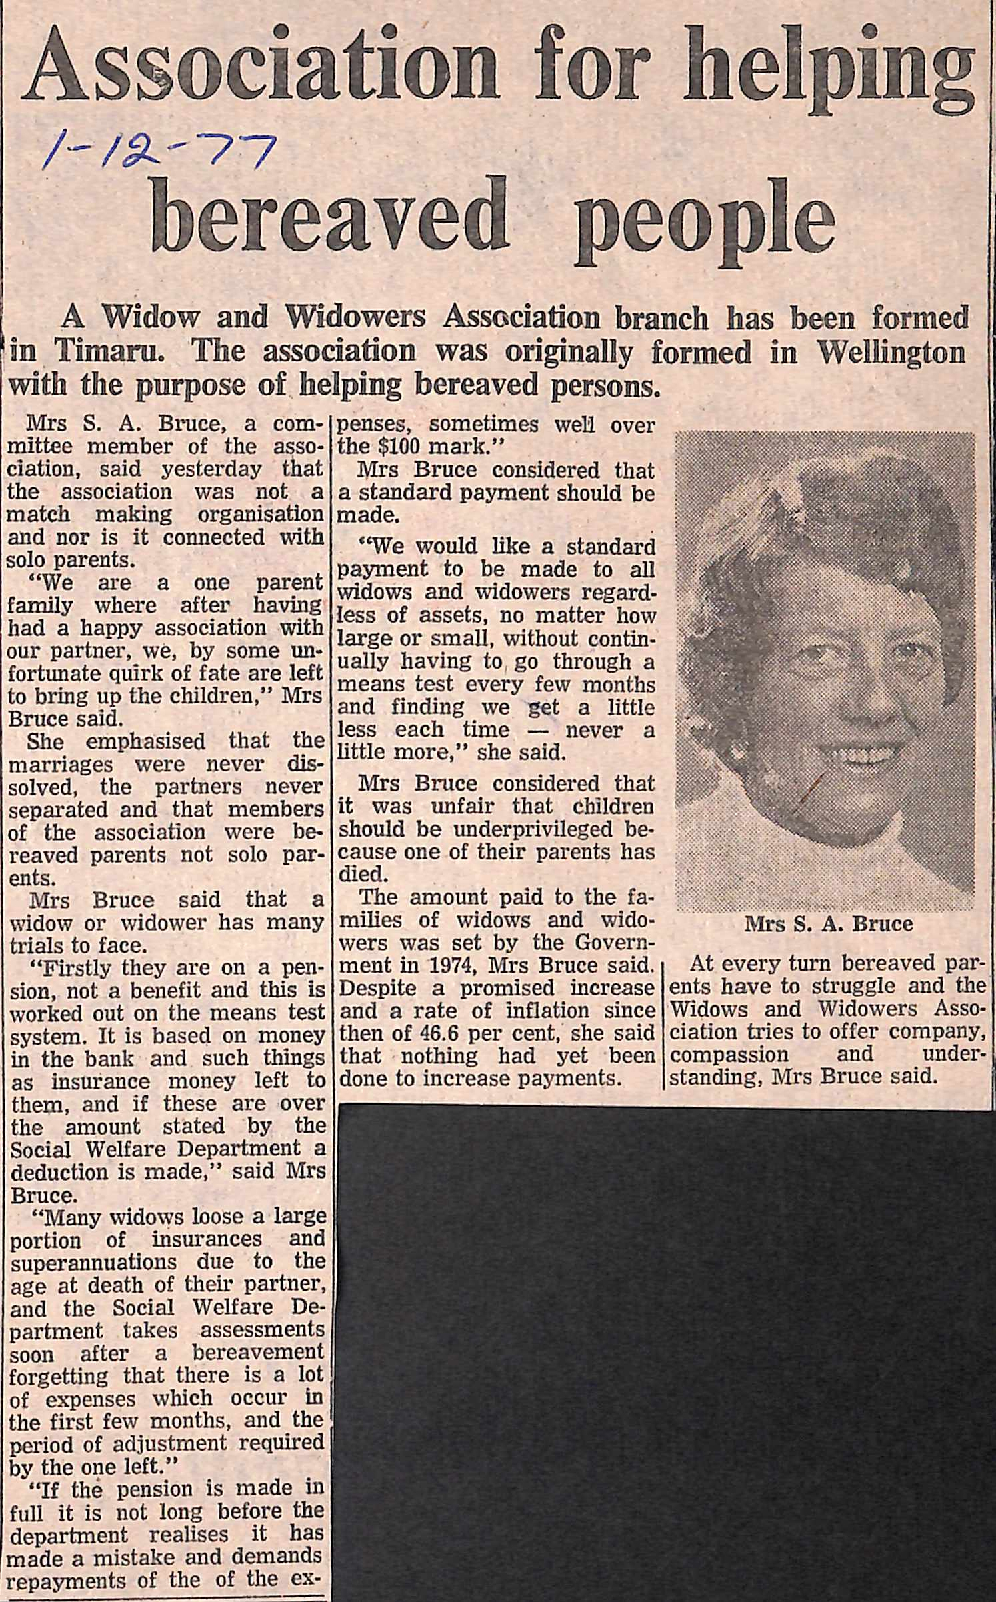 Association for helping
1-12-77
bereaved people
A Widow and Widowers Association branch has been formed
in Timaru. The association was originally formed in Wellington
with the purpose of helping bereaved persons.
Mrs S. A. Bruce, a com-
mittee member of the asso-
ciation, said yesterday that
the association was not a
match making organisation
and nor is it connected with
solo parents.
“We are a one parent
family where after having
had a happy association with
our partner, we, by some un-
fortunate quirk of fate are left
to bring up the children,” Mrs
Bruce said.
She emphasised that the
marriages were never dis-
solved, the partners never
separated and that members
of the association were be-
reaved parents not solo par-
ents.
Mrs Bruce said that a
widow or widower has many
trials to face.
“Firstly they are on a pen-
sion, not a benefit and this is
worked out on the means test
system. It is based on money
in the bank and such things
as insurance money left to
them, and if these are over
the amount stated by the
Social Welfare Department a
deduction is made,” said Mrs
Bruce.
“Many widows loose a large
portion of insurances and
superannuations due to the
age at death of their partner,
and the Social Welfare De-
partment takes assessments
soon after a bereavement
forgetting that there is a lot
of expenses which occur in
the first few months, and the
period of adjustment required
by the one left.”
“If the pension is made in
full it is not long before the
department realises it has
made a mistake and demands
repayments of the of the ex-
penses, sometimes well over
the $100 mark.”
Mrs Bruce considered that
a standard payment should be
made.
“We would like a standard
payment to be made to all
widows and widowers regard-
less of assets, no matter how
large or small, without contin-
ually having to go through a
means test every few months
and finding we get a little
less each time — never a
little more,” she said.
Mrs Bruce considered that
it was unfair that children
should be underprivileged be-
cause one of their parents has
died.
The amount paid to the fa-
milies of widows and wido-
wers was set by the Govern-
ment in 1974, Mrs Bruce said.
Despite a promised increase
and a rate of inflation since
then of 46.6 per cent, she said
that nothing had yet been
done to increase payments.
Mrs S. A. Bruce
At every turn bereaved par-
ents have to struggle and the
Widows and Widowers Asso-
ciation tries to offer company,
compassion and under-
standing, Mrs Bruce said.